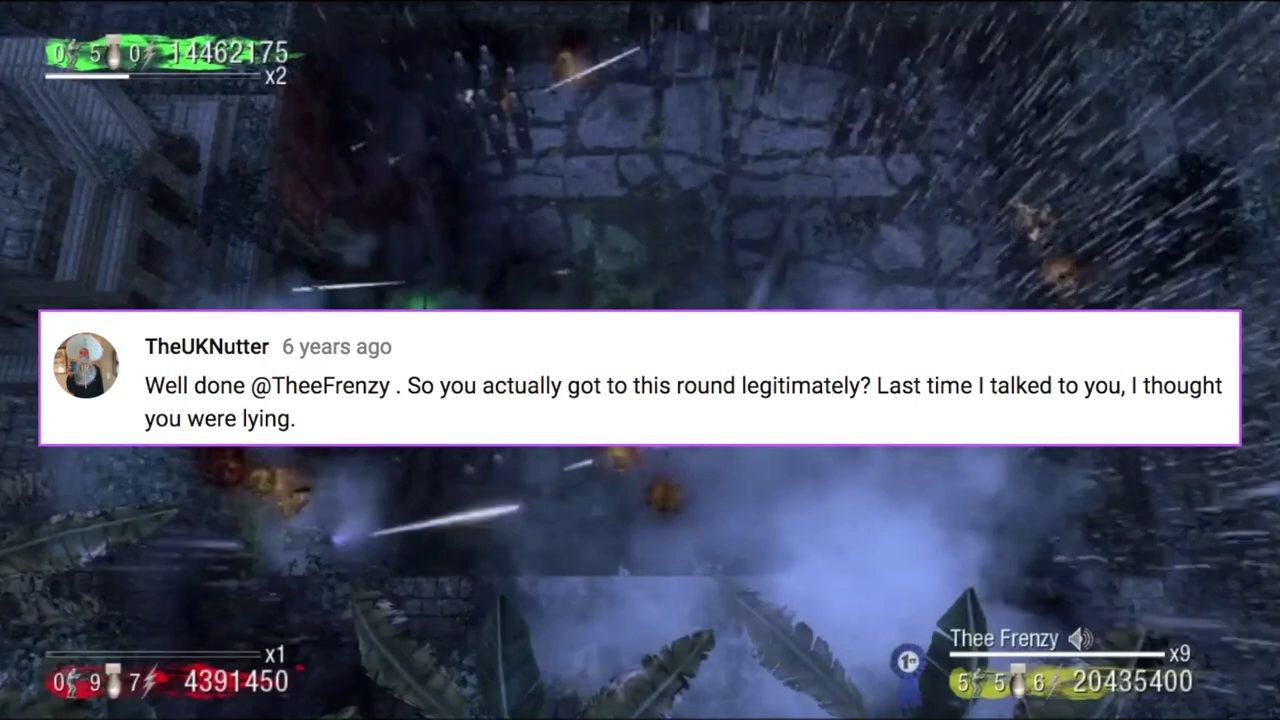 0 5 0 14462175
x2
TheUKNutter 6 years ago
Well done @TheeFrenzy . So you actually got to this round legitimately? Last time I talked to you, I thought
you were lying.
x1
0 9 7 4391450
Thee Frenzy
x9
1st
5 5 6 20435400